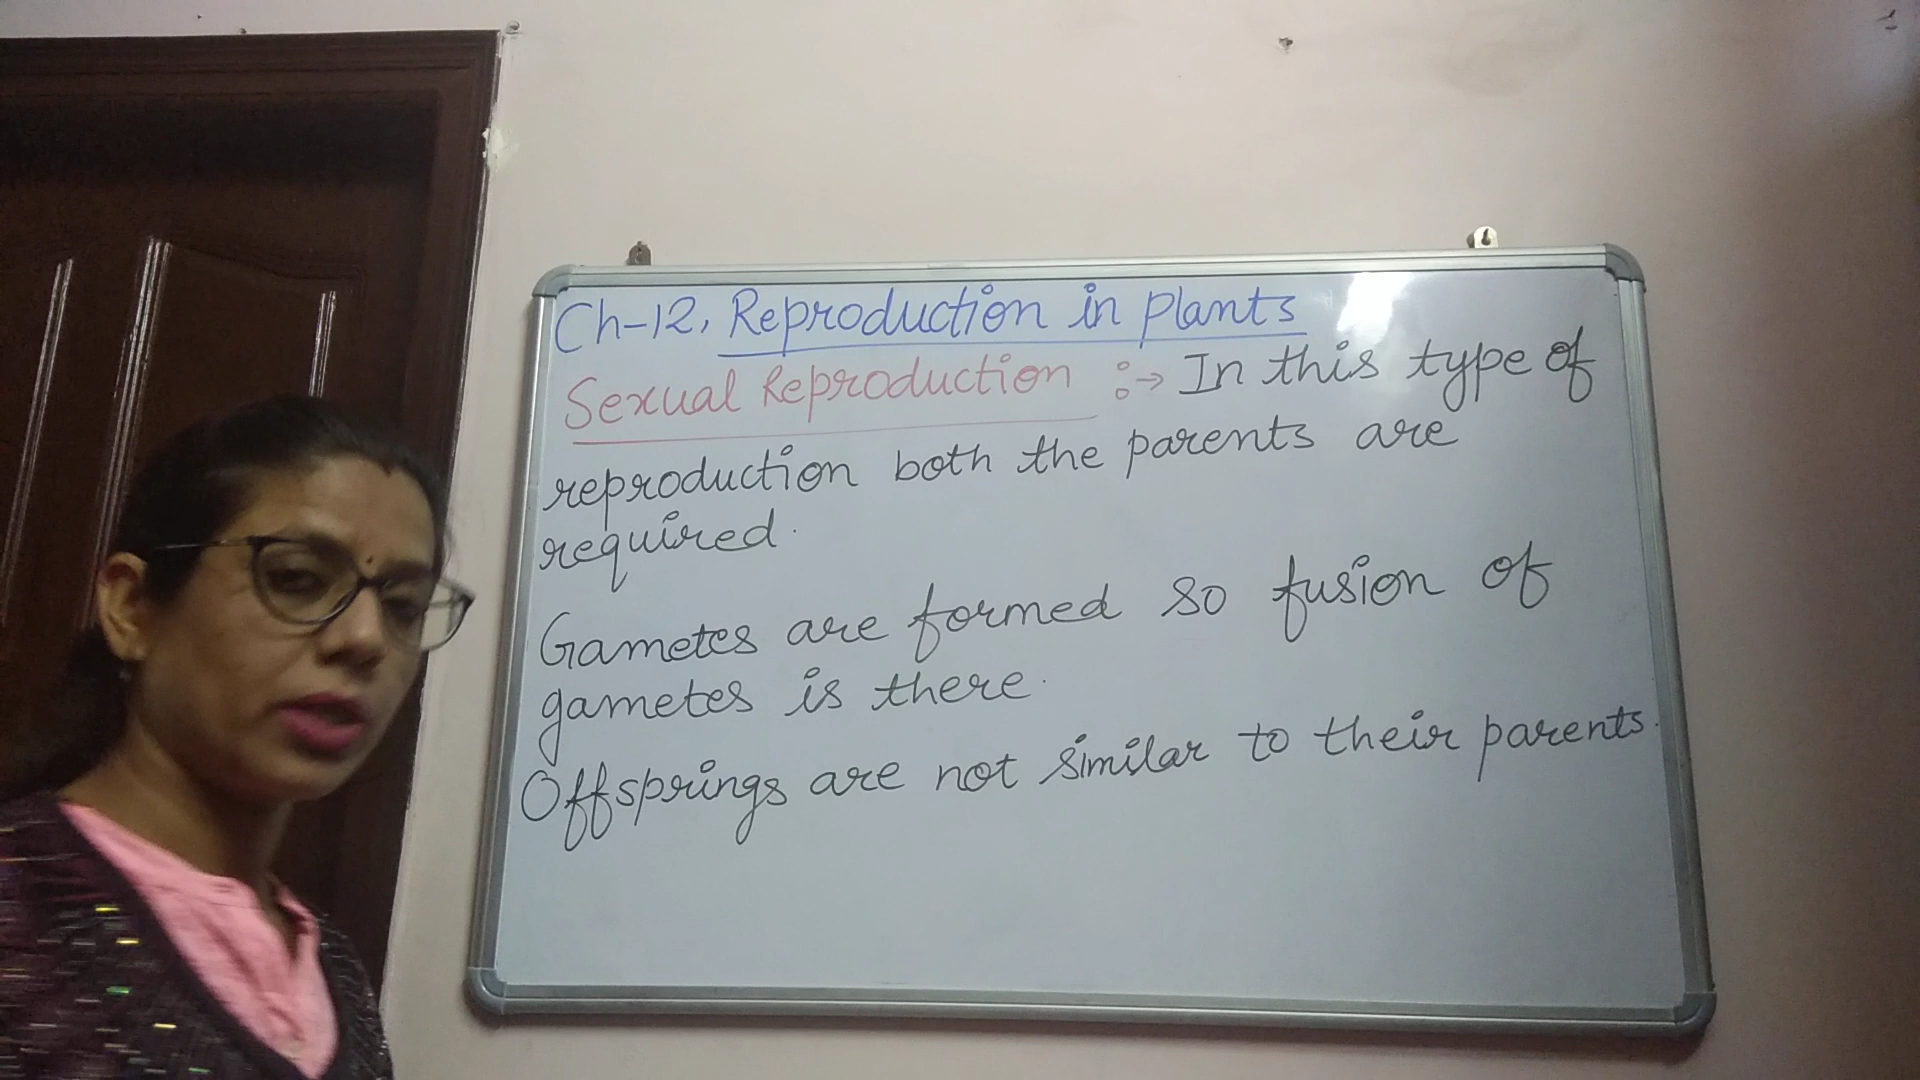 Ch-12, Reproduction in plants
Sexual Reproduction :-> In this type of
reproduction both the parents are
required.
Gametes are formed so fusion of
gametes is there.
Offsprings are not similar to their parents.